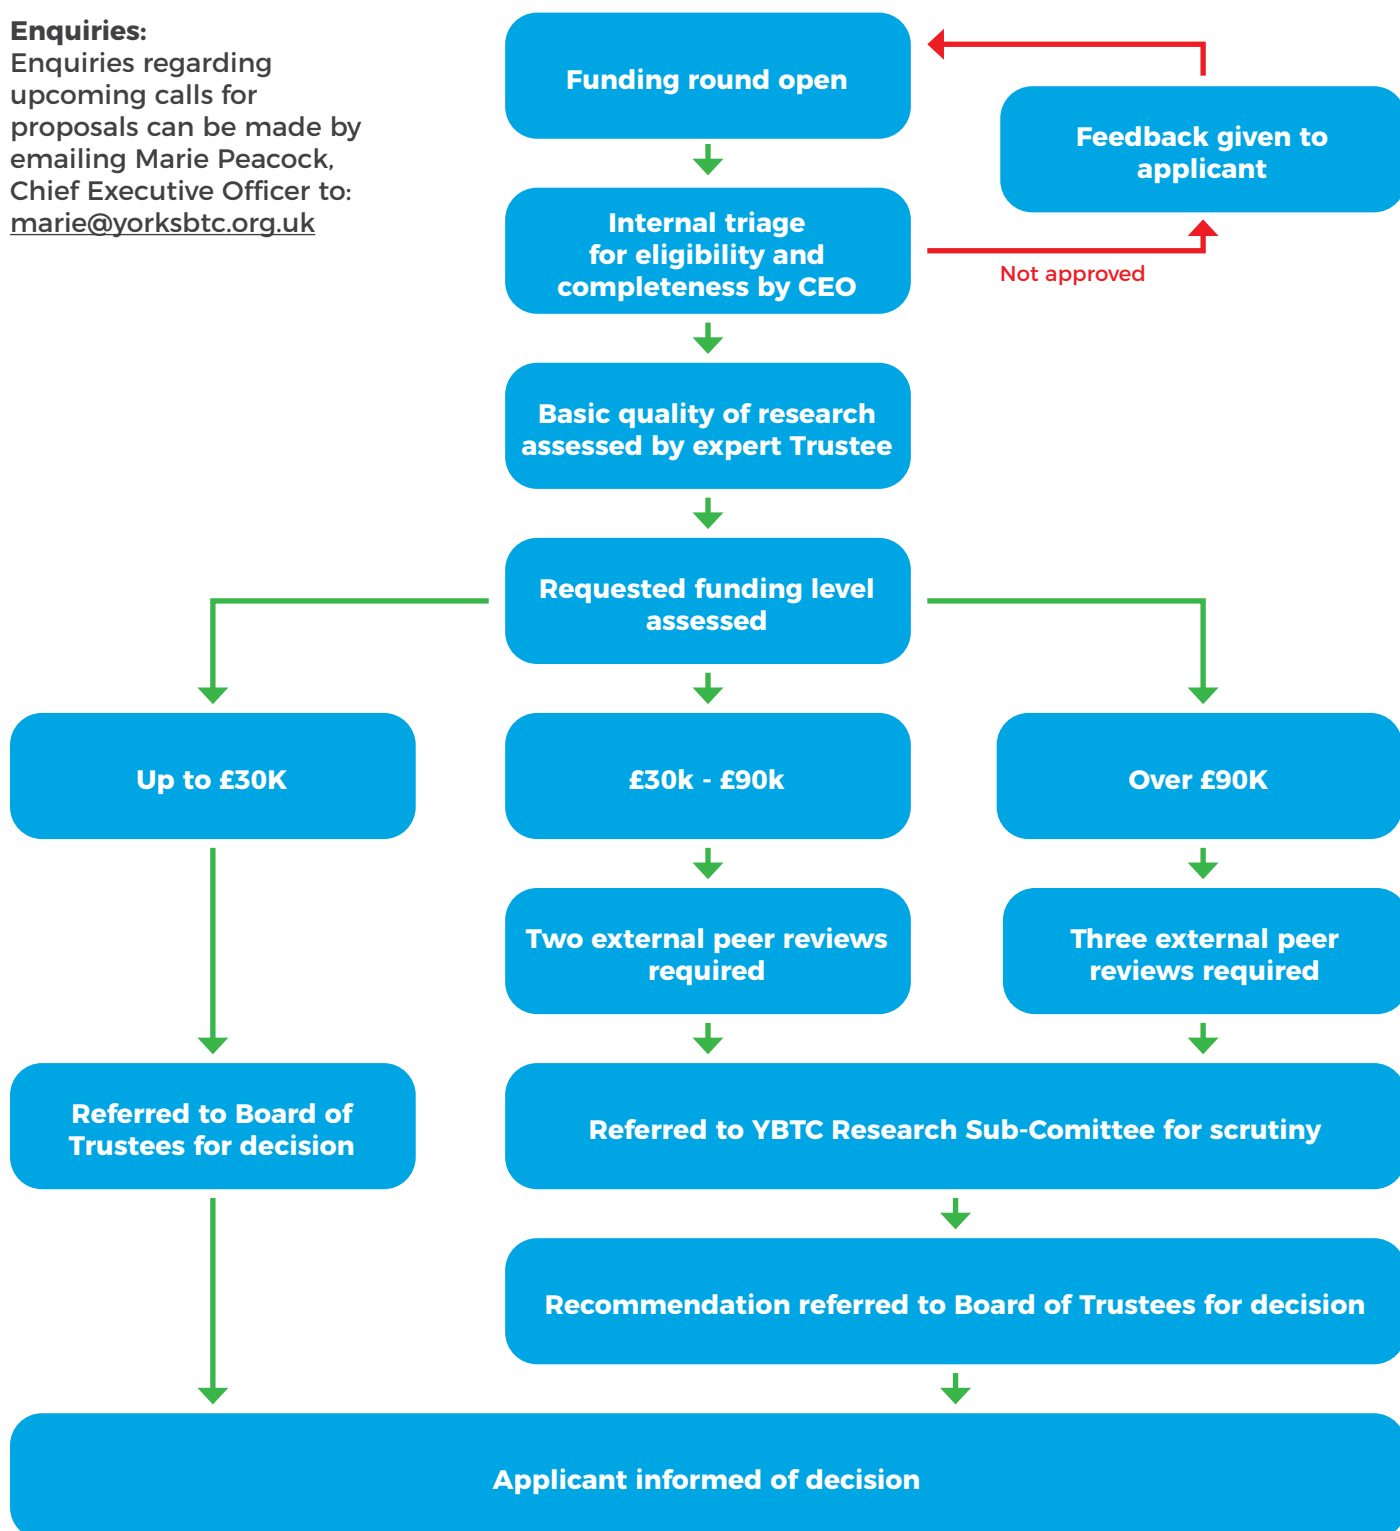 Enquiries:
Enquiries regarding
upcoming calls for
proposals can be made by
emailing Marie Peacock,
Chief Executive Officer to:
marie@yorksbtc.org.uk
Funding round open
Feedback given to
applicant
Internal triage
for eligibility and
completeness by CEO
Not approved
Basic quality of research
assessed by expert Trustee
Requested funding level
assessed
Up to £30K
£30k - £90k
Over £90K
Two external peer reviews
required
Three external peer
reviews required
Referred to Board of
Trustees for decision
Referred to YBTC Research Sub-Comittee for scrutiny
Recommendation referred to Board of Trustees for decision
Applicant informed of decision